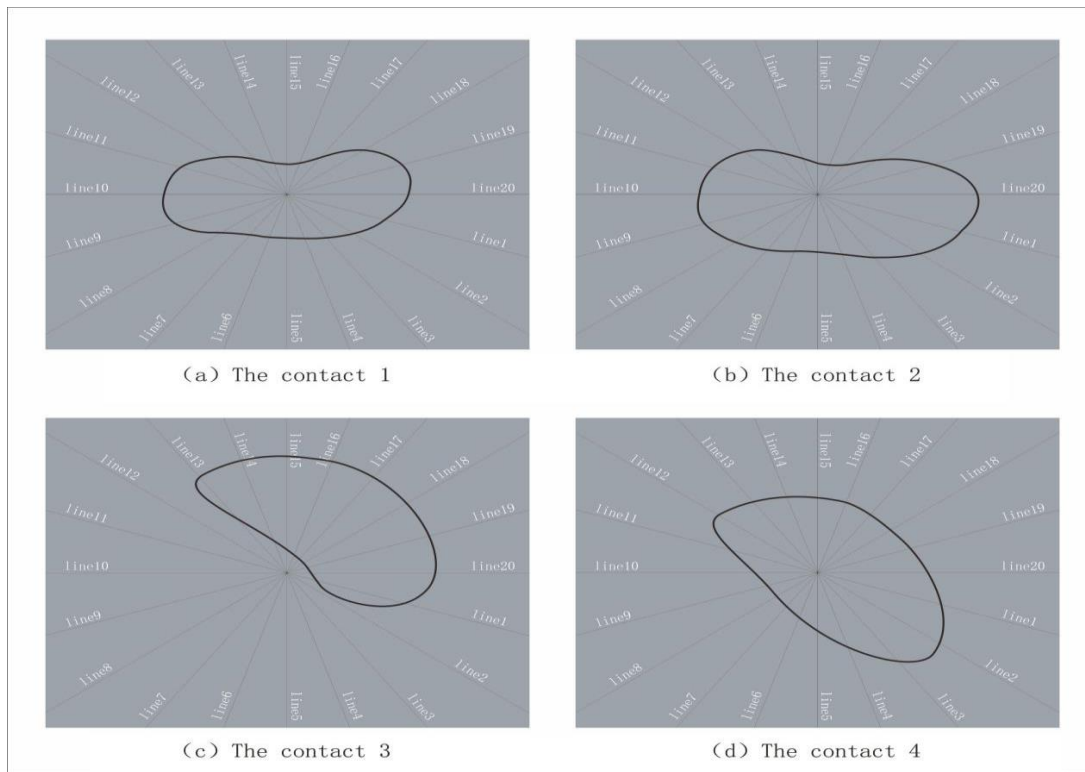 line13
line14
line15
line16
line17
line12
line18
line11
line19
line10
line20
line9
line1
line8
line2
line7
line6
line5
line4
line3
(a) The contact 1
line13
line14
line15
line16
line17
line12
line18
line11
line19
line10
line20
line9
line1
line8
line2
line7
line6
line5
line4
line3
(b) The contact 2
line13
line14
line15
line16
line17
line12
line18
line11
line19
line10
line20
line9
line1
line8
line2
line7
line6
line5
line4
line3
(c) The contact 3
line13
line14
line15
line16
line17
line12
line18
line11
line19
line10
line20
line9
line1
line8
line2
line7
line6
line5
line4
line3
(d) The contact 4